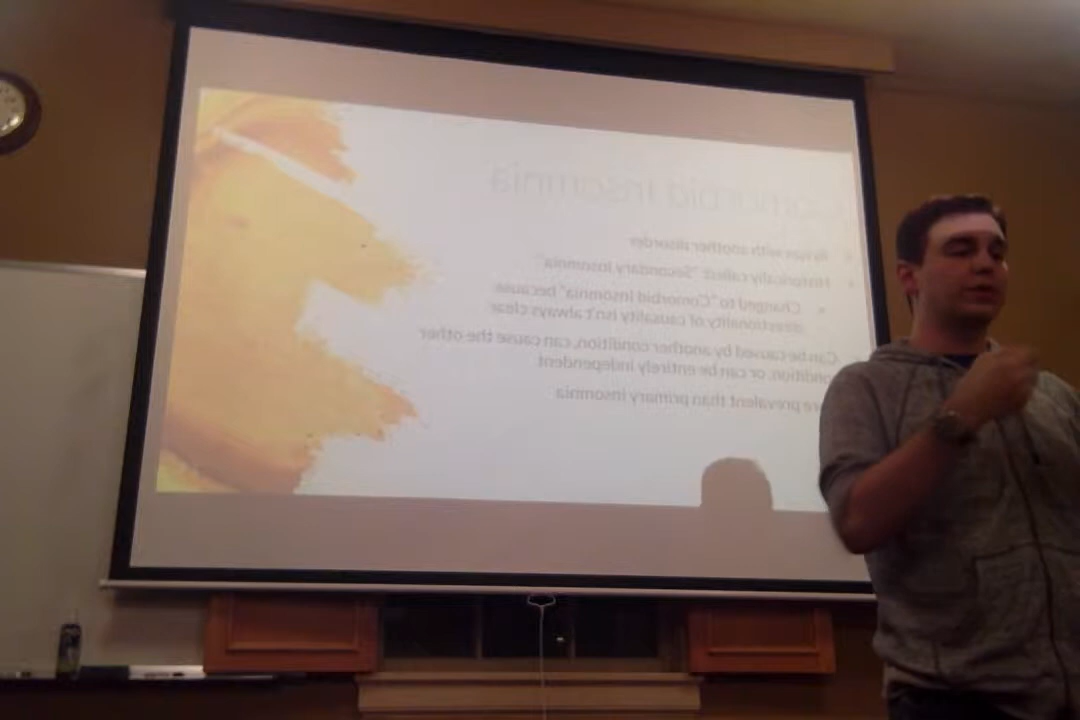 Comorbid Insomnia
with another disorder
Historically called: "Secondary Insomnia"
Changed to "Comorbid Insomnia" because
directionality of causality isn't always clear
Can be caused by another condition, can cause the other
condition, or can be entirely independent
prevalent than primary insomnia